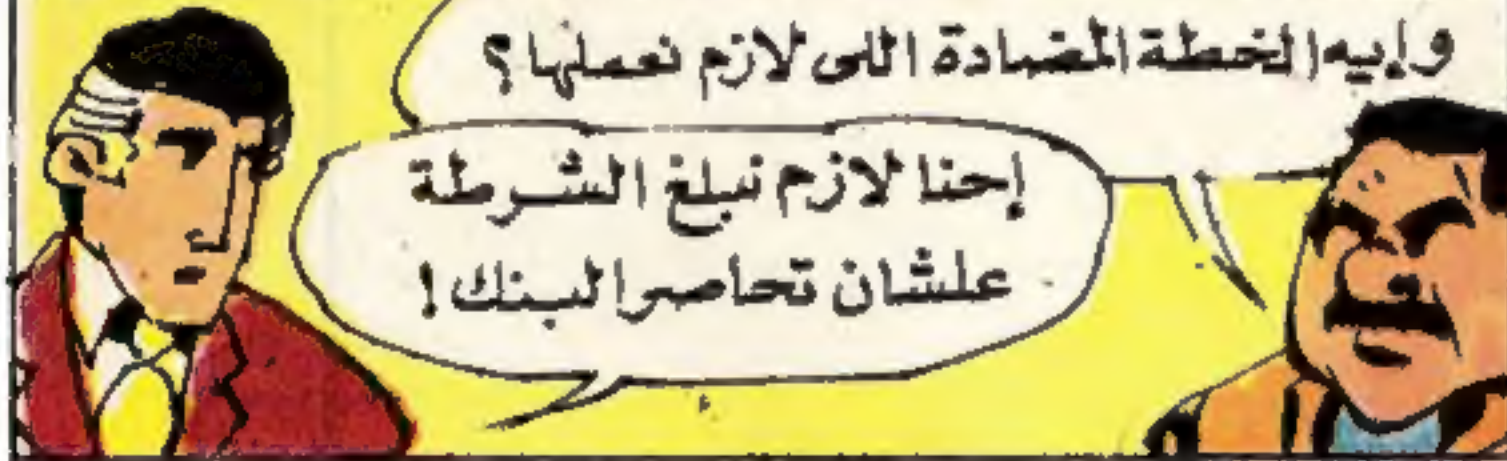 وإيه الخطة المضادة اللى لازم نعملها؟
إحنا لازم نبلغ الشرطة
علشان تحاصر البنك!